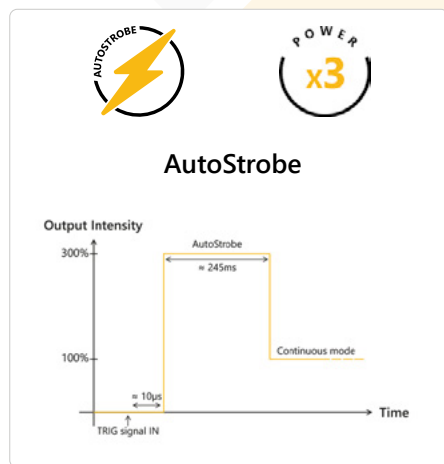 AUTOSTROBE
POWER
x3
AutoStrobe
Output Intensity
300%
AutoStrobe
≈ 245ms
100%
Continuous mode
≈ 10µs
Time
TRIG signal IN